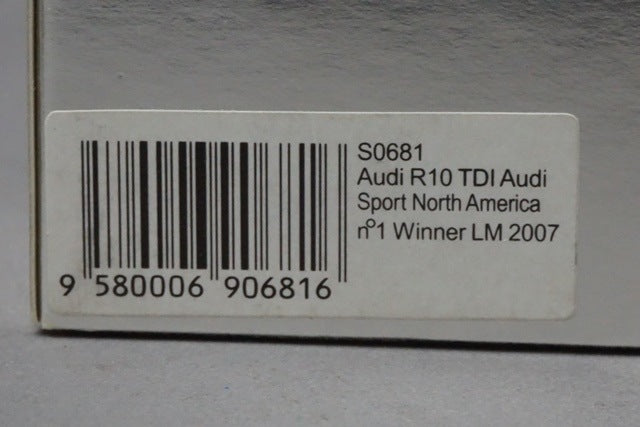 S0681
Audi R10 TDI Audi
Sport North America
nº1 Winner LM 2007
9 580006 906816